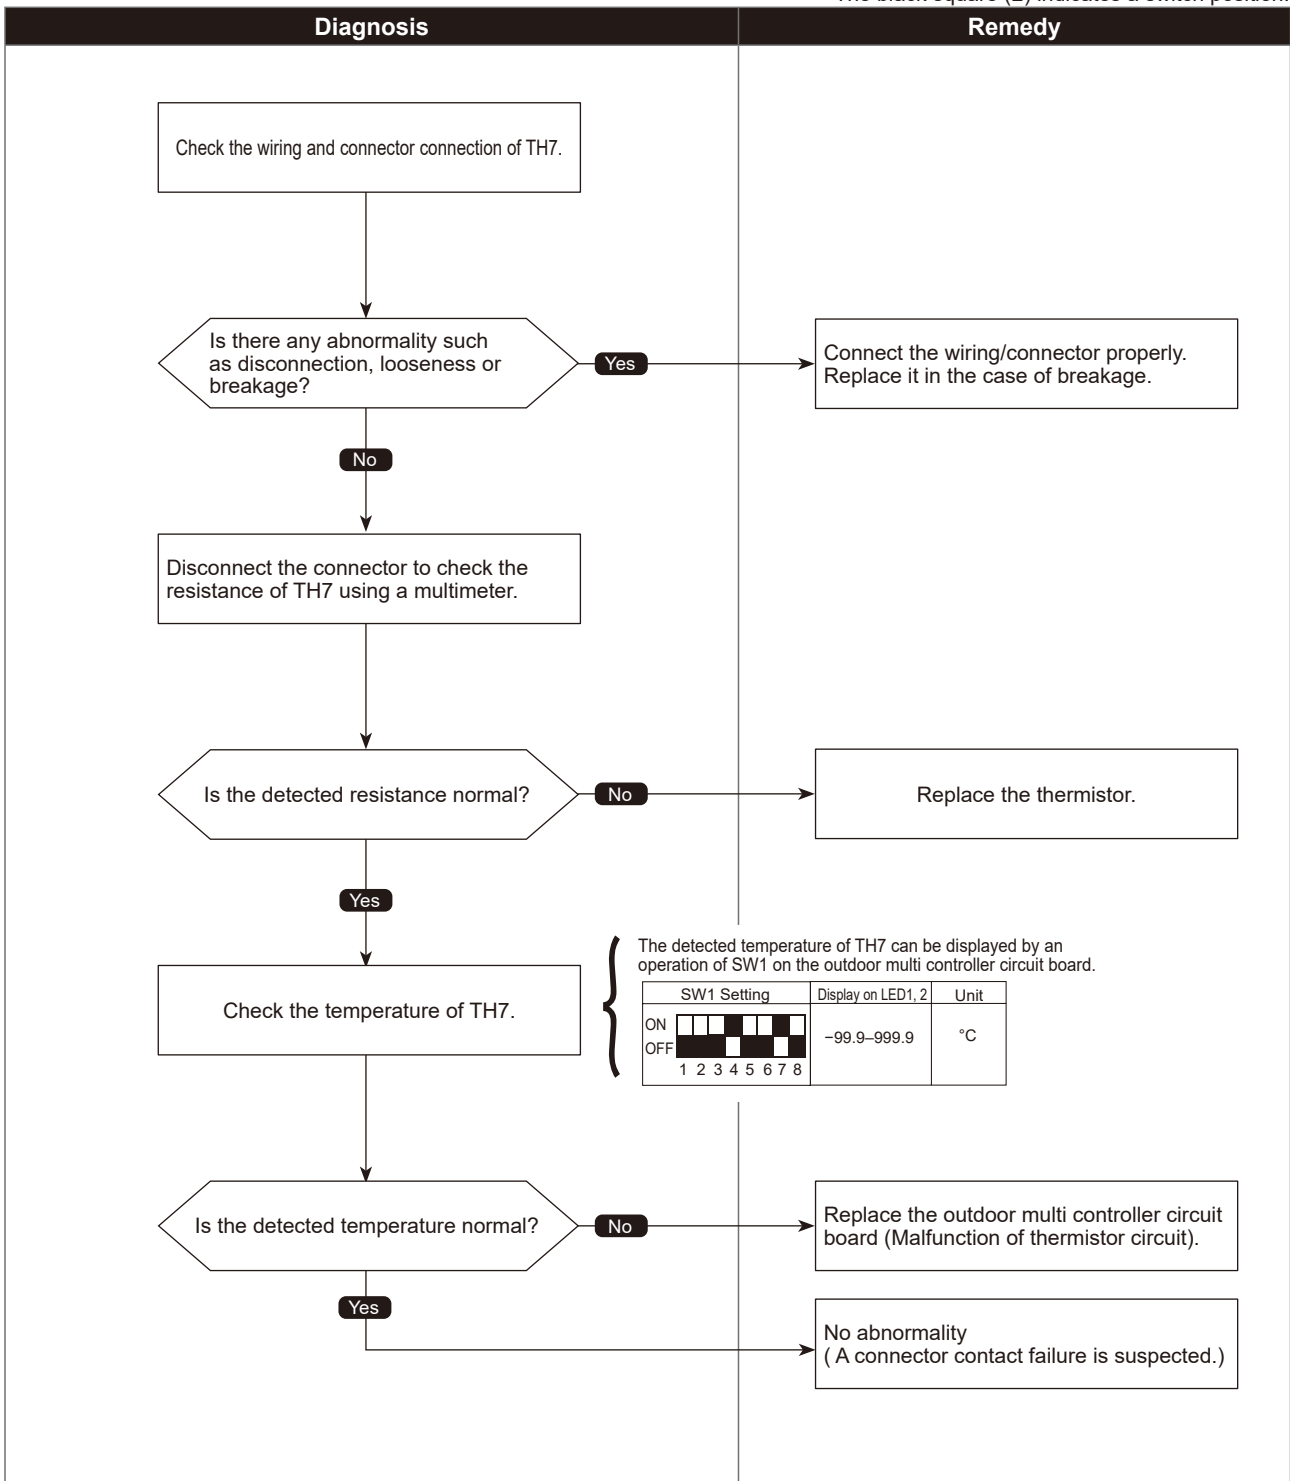 The black square (■) indicates a switch position.
Diagnosis
Remedy
Check the wiring and connector connection of TH7.
Is there any abnormality such
as disconnection, looseness or
breakage?
Yes
Connect the wiring/connector properly.
Replace it in the case of breakage.
No
Disconnect the connector to check the
resistance of TH7 using a multimeter.
Is the detected resistance normal?
No
Replace the thermistor.
Yes
The detected temperature of TH7 can be displayed by an
operation of SW1 on the outdoor multi controller circuit board.
Check the temperature of TH7.
SW1 Setting
Display on LED1, 2
Unit
ON
OFF
1 2 3 4 5 6 7 8
−99.9–999.9
°C
Is the detected temperature normal?
No
Replace the outdoor multi controller circuit
board (Malfunction of thermistor circuit).
Yes
No abnormality
( A connector contact failure is suspected.)